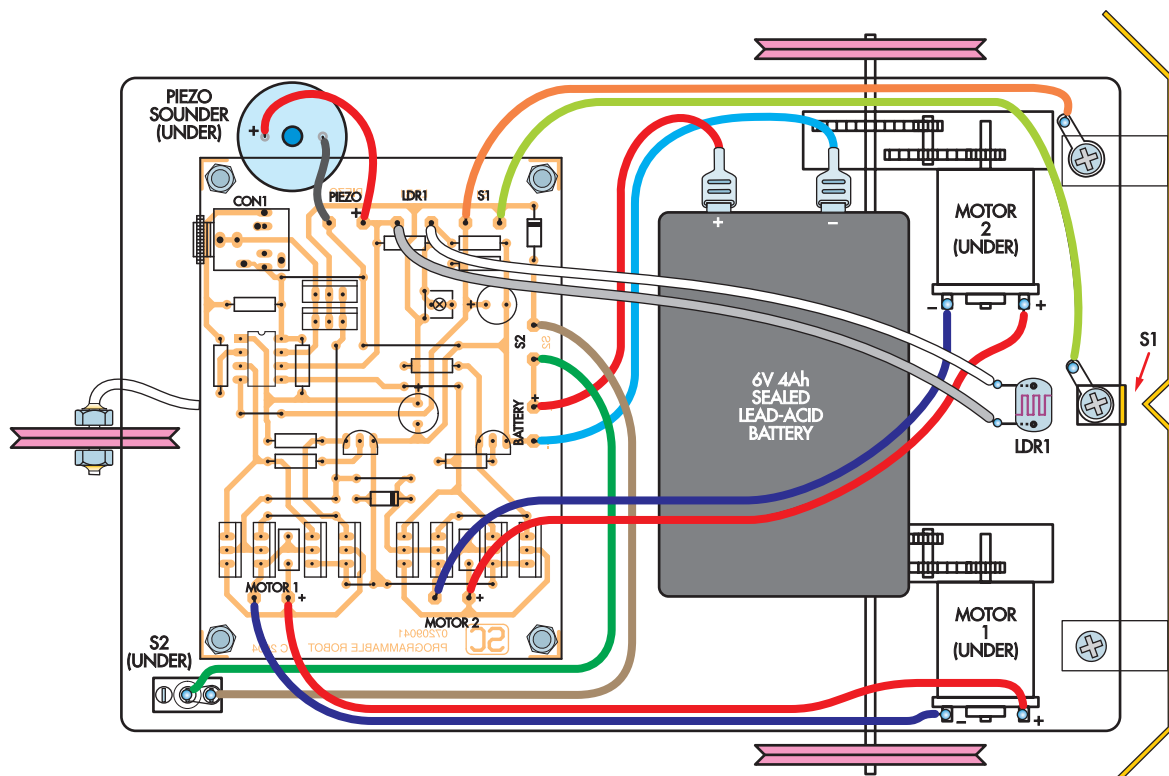 PIEZO
SOUNDER
(UNDER)
+
PIEZO
CON1
PIEZO
+
LDR1
S1
+
−
MOTOR
2
(UNDER)
−
+
+
S2
S2
S1
6V 4Ah
SEALED
LEAD-ACID
BATTERY
+
+
BATTERY
-
LDR1
MOTOR 1
+
MOTOR 2
+
MOTOR
1
(UNDER)
−
+
S2
(UNDER)
07209041
PROGRAMMABLE ROBOT
SC